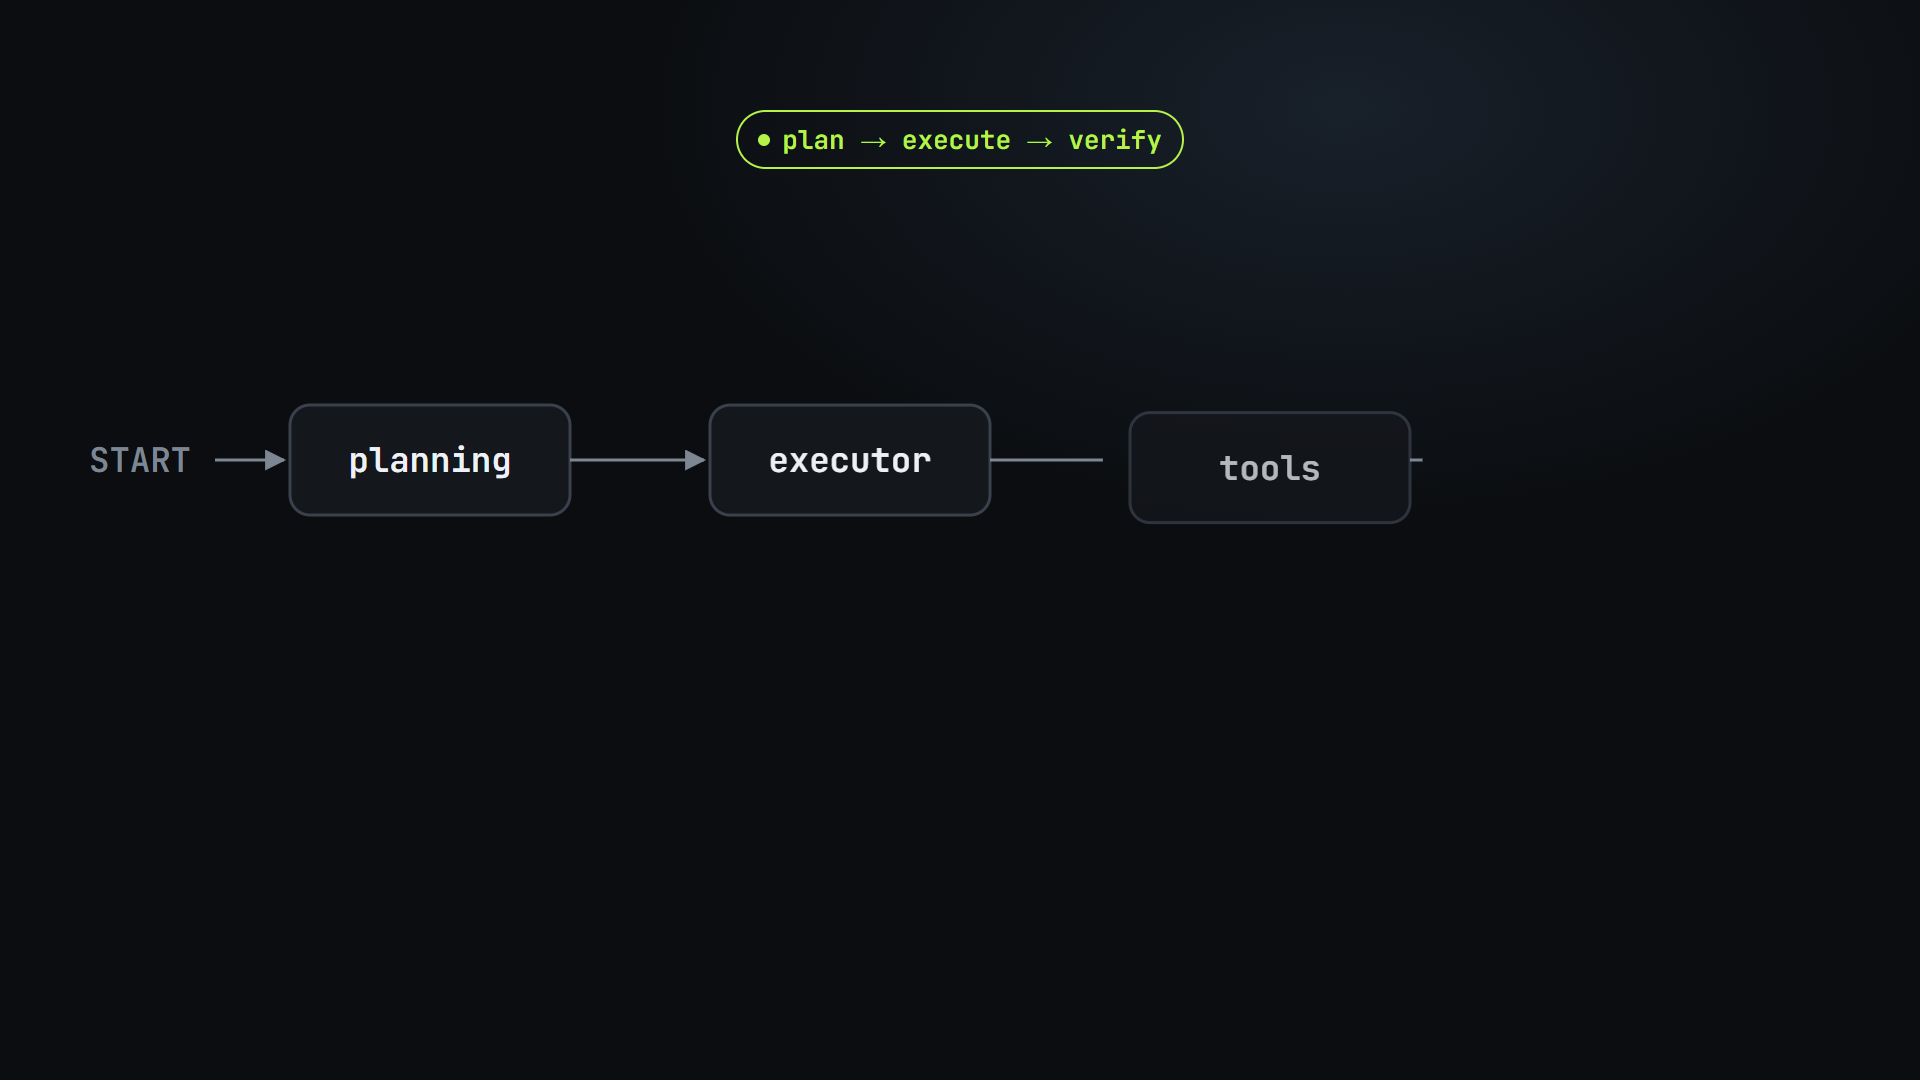 plan → execute → verify
START
planning
executor
tools